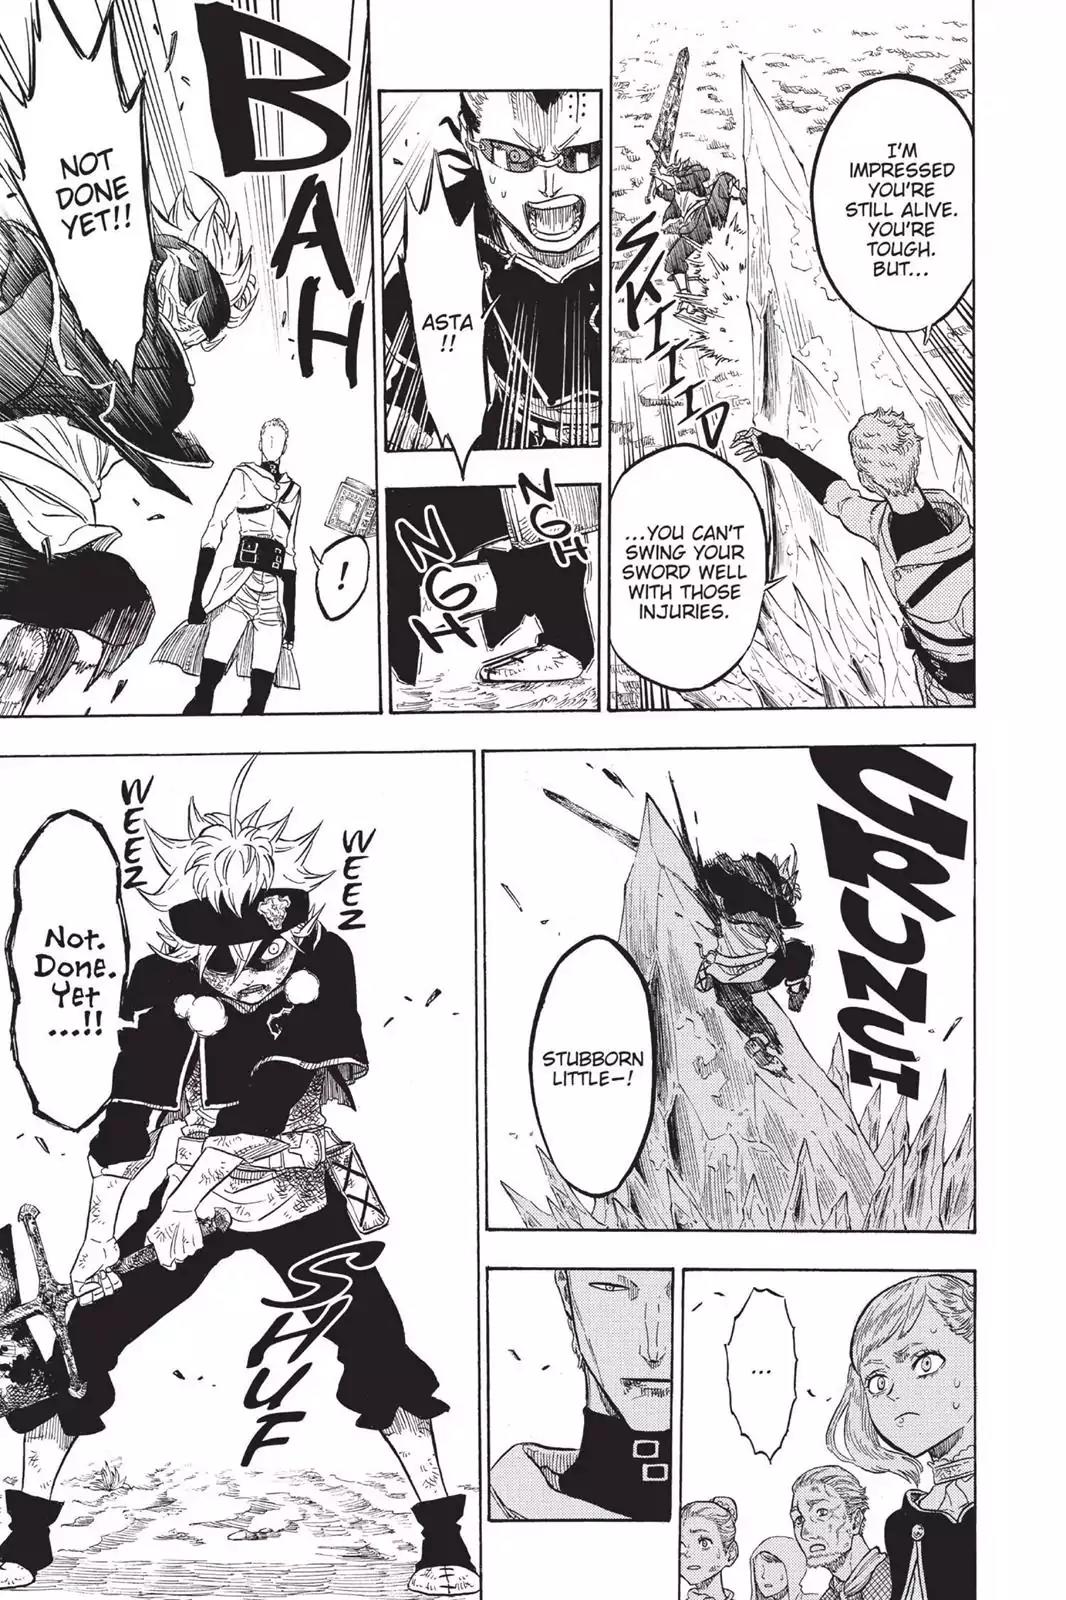 I'M
IMPRESSED
YOU'RE
STILL ALIVE.
YOU'RE
TOUGH.
BUT...
SKIIID
...YOU CAN'T
SWING YOUR
SWORD WELL
WITH THOSE
INJURIES.
ASTA
!!
NGH
NGH
BAH
NOT
DONE
YET!!
!
GRZUN
STUBBORN
LITTLE—!
...
WEEZ
WEEZ
NOT.
DONE.
YET
...!!
SHUF